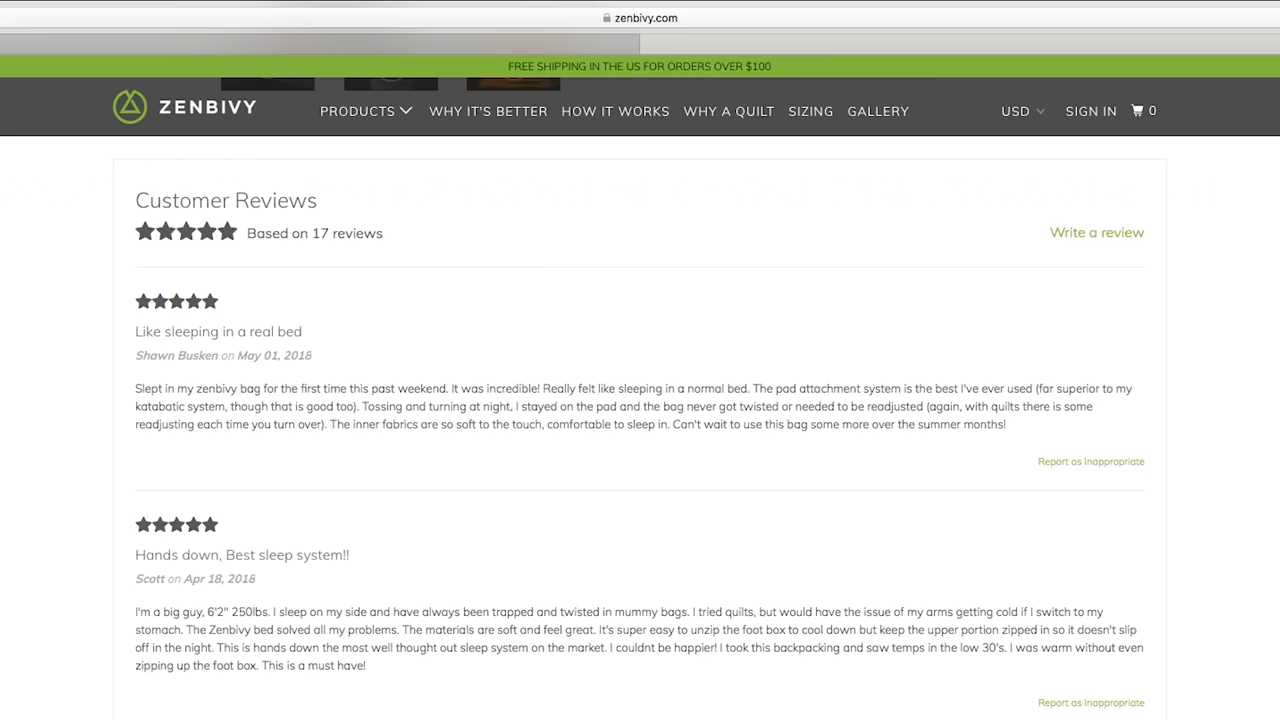 zenbivy.com
FREE SHIPPING IN THE US FOR ORDERS OVER $100
ZENBIVY PRODUCTS WHY IT'S BETTER HOW IT WORKS WHY A QUILT SIZING GALLERY USD SIGN IN 0
Customer Reviews
Based on 17 reviews Write a review
Like sleeping in a real bed
Shawn Busken on May 01, 2018
Slept in my zenbivy bag for the first time this past weekend. It was incredible! Really felt like sleeping in a normal bed. The pad attachment system is the best I've ever used (far superior to my
katabatic system, though that is good too). Tossing and turning at night, I stayed on the pad and the bag never got twisted or needed to be readjusted (again, with quilts there is some
readjusting each time you turn over). The inner fabrics are so soft to the touch, comfortable to sleep in. Can't wait to use this bag some more over the summer months!
Report as Inappropriate
Hands down, Best sleep system!!
Scott on Apr 18, 2018
I'm a big guy, 6'2" 250lbs. I sleep on my side and have always been trapped and twisted in mummy bags. I tried quilts, but would have the issue of my arms getting cold if I switch to my
stomach. The Zenbivy bed solved all my problems. The materials are soft and feel great. It's super easy to unzip the foot box to cool down but keep the upper portion zipped in so it doesn't slip
off in the night. This is hands down the most well thought out sleep system on the market. I couldnt be happier! I took this backpacking and saw temps in the low 30's. I was warm without even
zipping up the foot box. This is a must have!
Report as Inappropriate